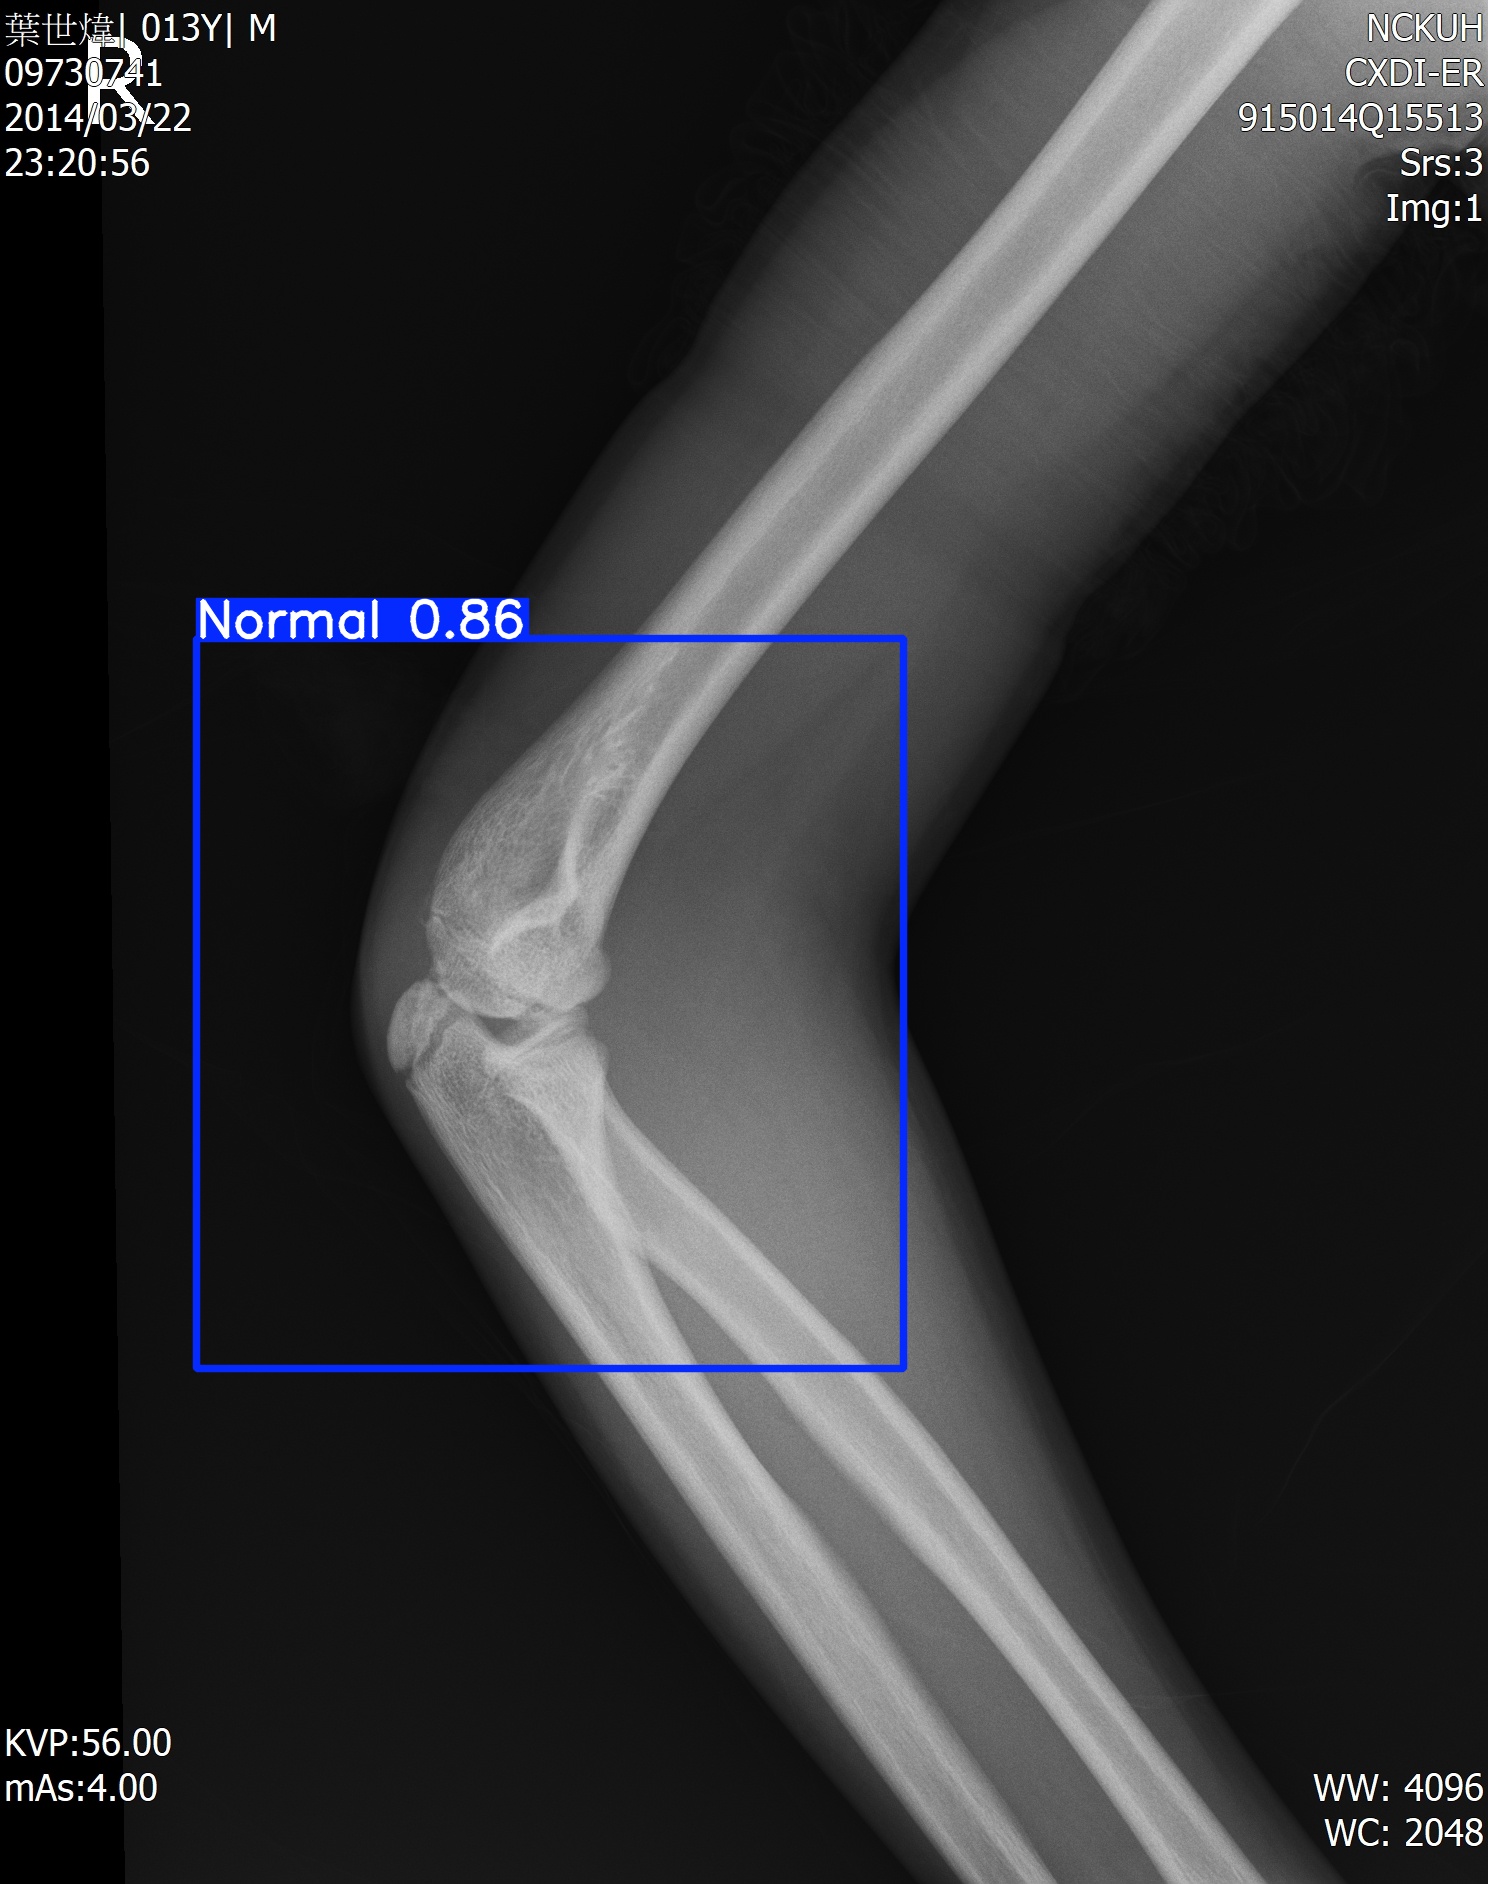 葉世煒| 013Y| M
R
09730741
2014/03/22
23:20:56
NCKUH
CXDI-ER
915014Q15513
Srs:3
Img:1
Normal 0.86
KVP:56.00
mAs:4.00
WW: 4096
WC: 2048